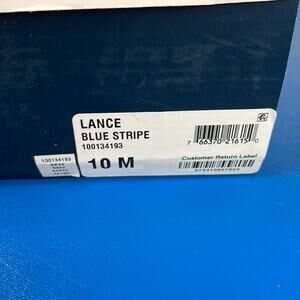 LANCE
BLUE STRIPE
100134193
10 M
7 66370 21615 0
Customer Return Label
100134193